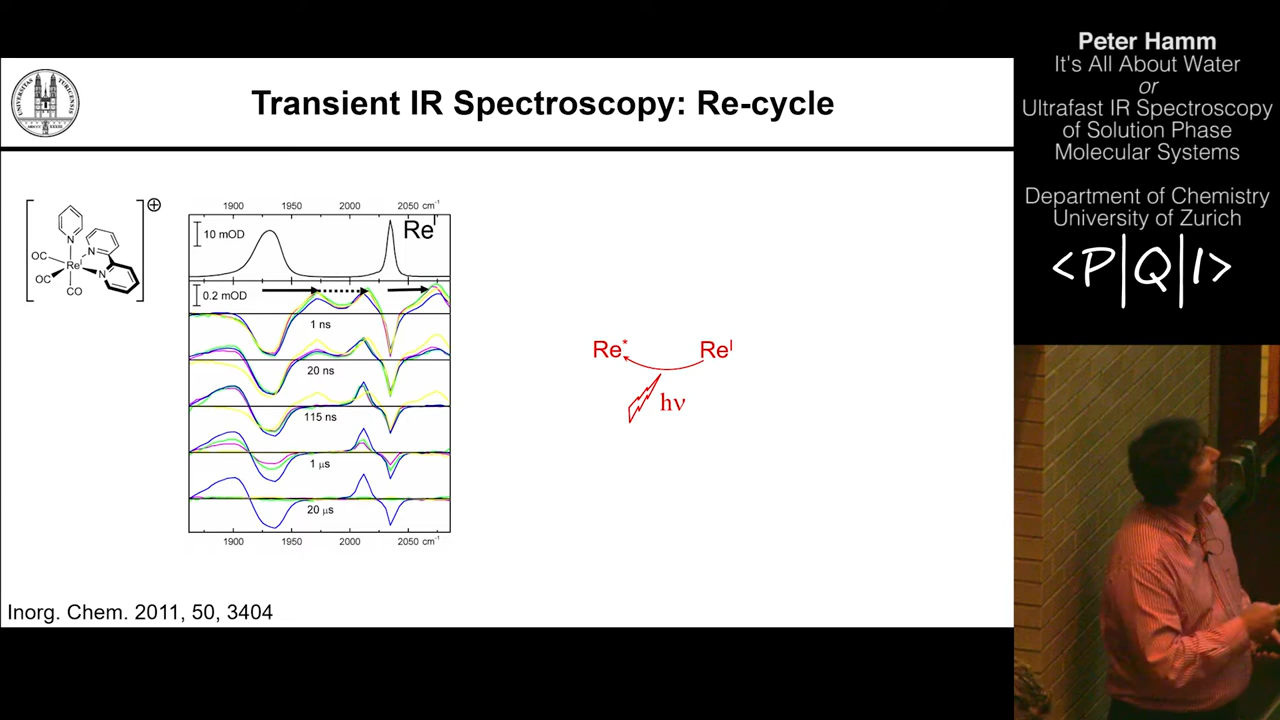 Peter Hamm
It's All About Water
or
Ultrafast IR Spectroscopy
of Solution Phase
Molecular Systems
Department of Chemistry
University of Zurich
<P|Q|I>
Transient IR Spectroscopy: Re-cycle
⊕
N
N
N
Re^I
OC
OC
CO
1900 1950 2000 2050 cm⁻¹
10 mOD
Re^I
0.2 mOD
1 ns
20 ns
115 ns
1 μs
20 μs
1900 1950 2000 2050 cm⁻¹
Re* Re^I
hν
Inorg. Chem. 2011, 50, 3404